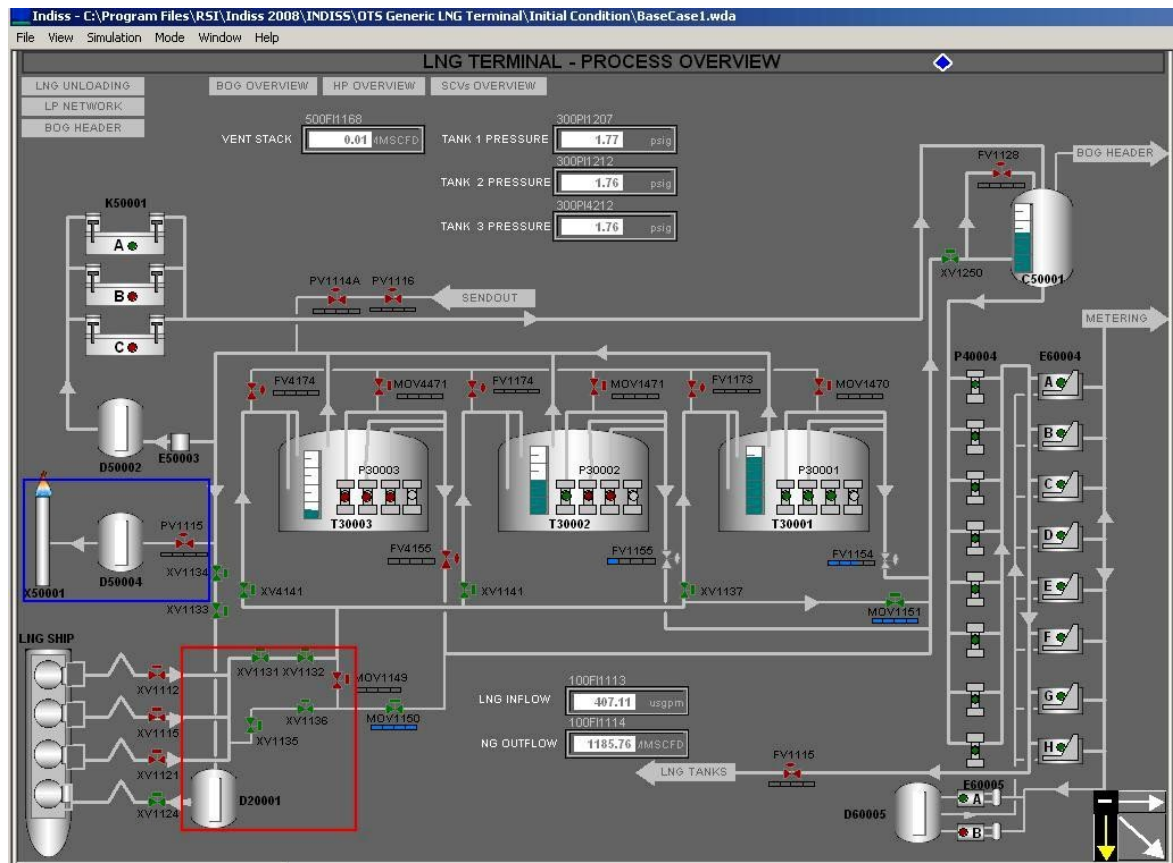 Indiss - C:\Program Files\RSI\Indiss 2008\INDISS\OTS Generic LNG Terminal\Initial Condition\BaseCase1.wda
File View Simulation Mode Window Help
LNG TERMINAL - PROCESS OVERVIEW
LNG UNLOADING
LP NETWORK
BOG HEADER
BOG OVERVIEW
HP OVERVIEW
SCVs OVERVIEW
500FI1168
VENT STACK 0.01 MMSCFD
300PI1207
TANK 1 PRESSURE 1.77 psig
300PI1212
TANK 2 PRESSURE 1.76 psig
300PI4212
TANK 3 PRESSURE 1.76 psig
FV1128
BOG HEADER
XV1250
C50001
K50001
A
B
C
PV1114A PV1116
SENDOUT
METERING
P40004 E60004
A
B
C
D
E
F
G
H
FV4174
MOV4471
FV1174
MOV1471
FV1173
MOV1470
D50002
E50003
P30003
T30003
P30002
T30002
P30001
T30001
PV1115
X50001
D50004
XV1134
XV1133
XV4141
FV4155
XV1141
FV1155
XV1137
FV1154
MOV1151
LNG SHIP
XV1112
XV1115
XV1121
XV1124
XV1131 XV1132
MOV1149
XV1136
XV1135
MOV1150
D20001
100FI1113
LNG INFLOW 407.11 usgpm
100FI1114
NG OUTFLOW 1185.76 MMSCFD
LNG TANKS
FV1115
E60005
A
B
D60005